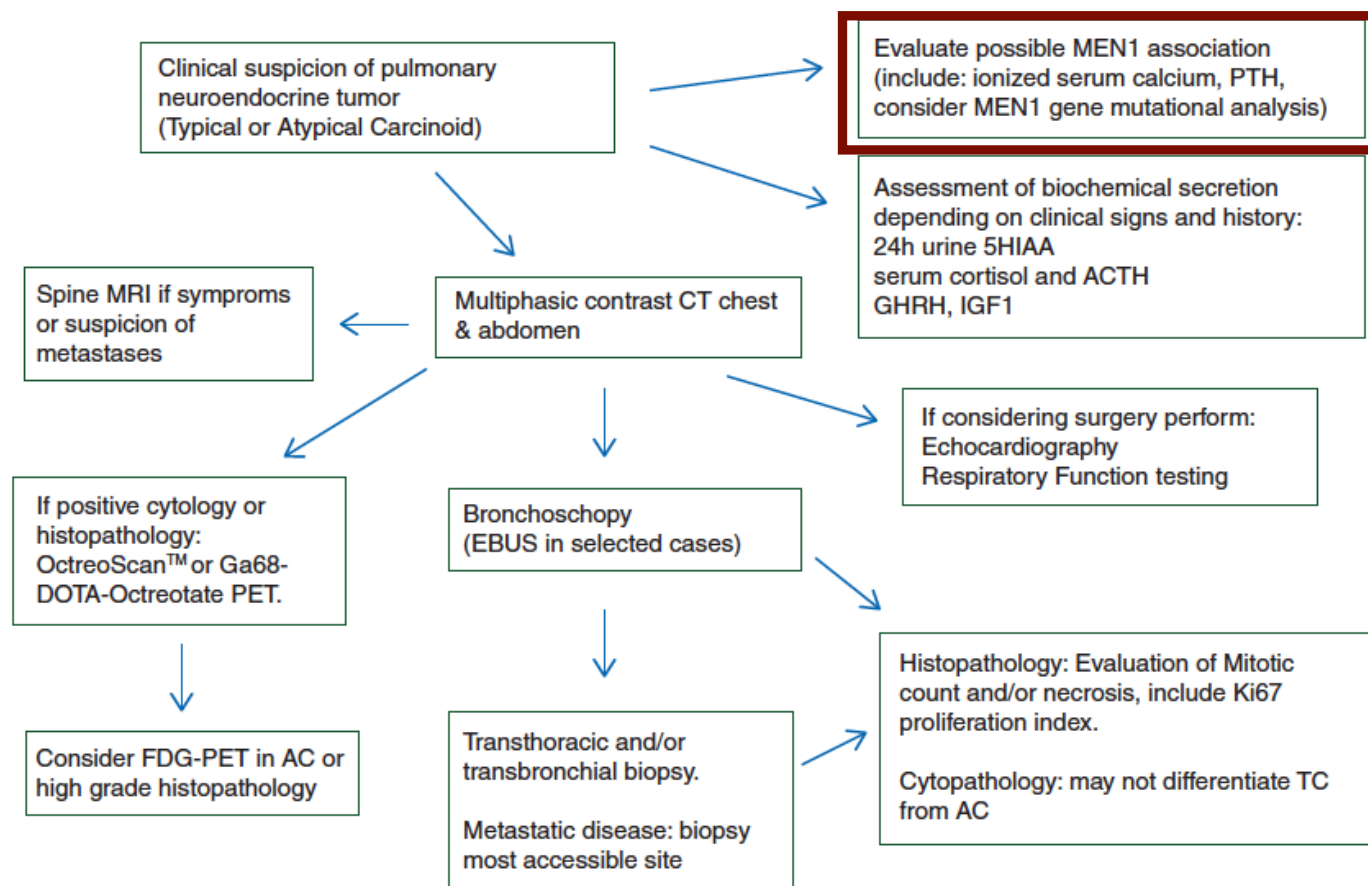 Clinical suspicion of pulmonary
neuroendocrine tumor
(Typical or Atypical Carcinoid)
Evaluate possible MEN1 association
(include: ionized serum calcium, PTH,
consider MEN1 gene mutational analysis)
Assessment of biochemical secretion
depending on clinical signs and history:
24h urine 5HIAA
serum cortisol and ACTH
GHRH, IGF1
Spine MRI if symproms
or suspicion of
metastases
Multiphasic contrast CT chest
& abdomen
If considering surgery perform:
Echocardiography
Respiratory Function testing
If positive cytology or
histopathology:
OctreoScan™ or Ga68-
DOTA-Octreotate PET.
Bronchoschopy
(EBUS in selected cases)
Histopathology: Evaluation of Mitotic
count and/or necrosis, include Ki67
proliferation index.
Cytopathology: may not differentiate TC
from AC
Consider FDG-PET in AC or
high grade histopathology
Transthoracic and/or
transbronchial biopsy.
Metastatic disease: biopsy
most accessible site